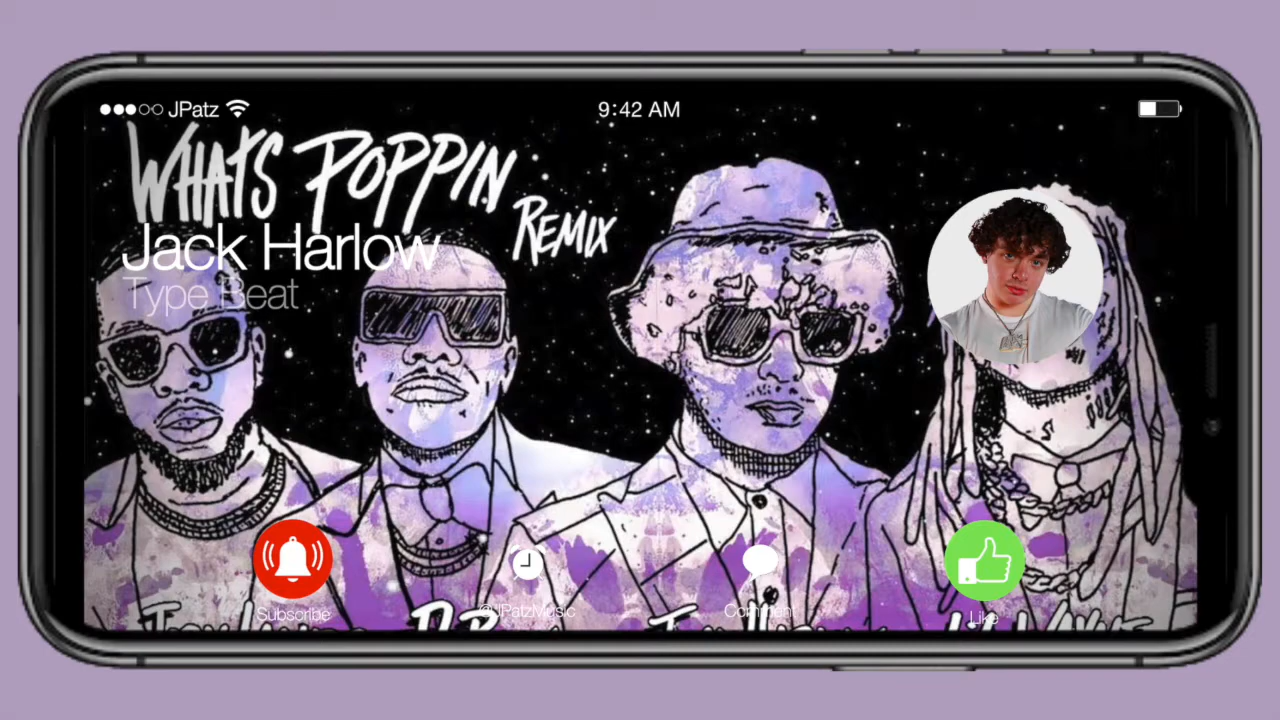 JPatz
9:42 AM
WHATS POPPIN
REMIX
Jack Harlow
Type Beat
Subscribe
@JPatzMusic
Comment
Like